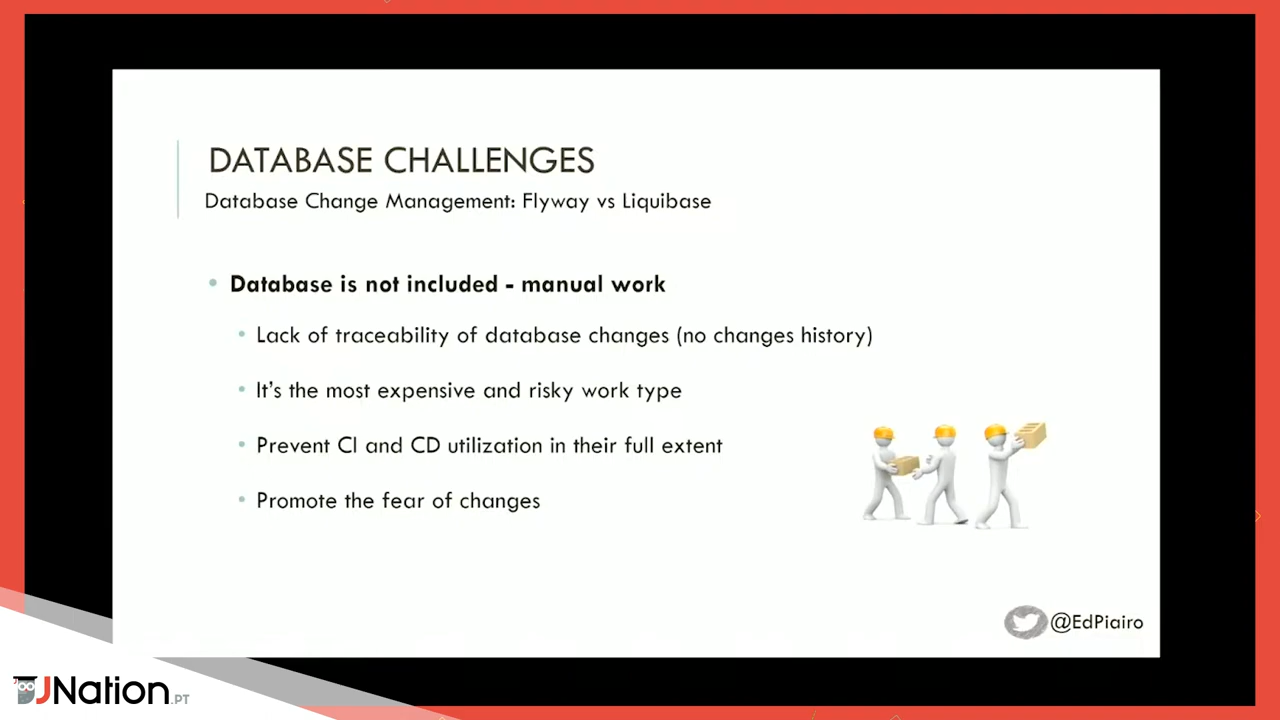 DATABASE CHALLENGES
Database Change Management: Flyway vs Liquibase
Database is not included - manual work
Lack of traceability of database changes (no changes history)
It's the most expensive and risky work type
Prevent CI and CD utilization in their full extent
Promote the fear of changes
@EdPiairo
JNation.PT